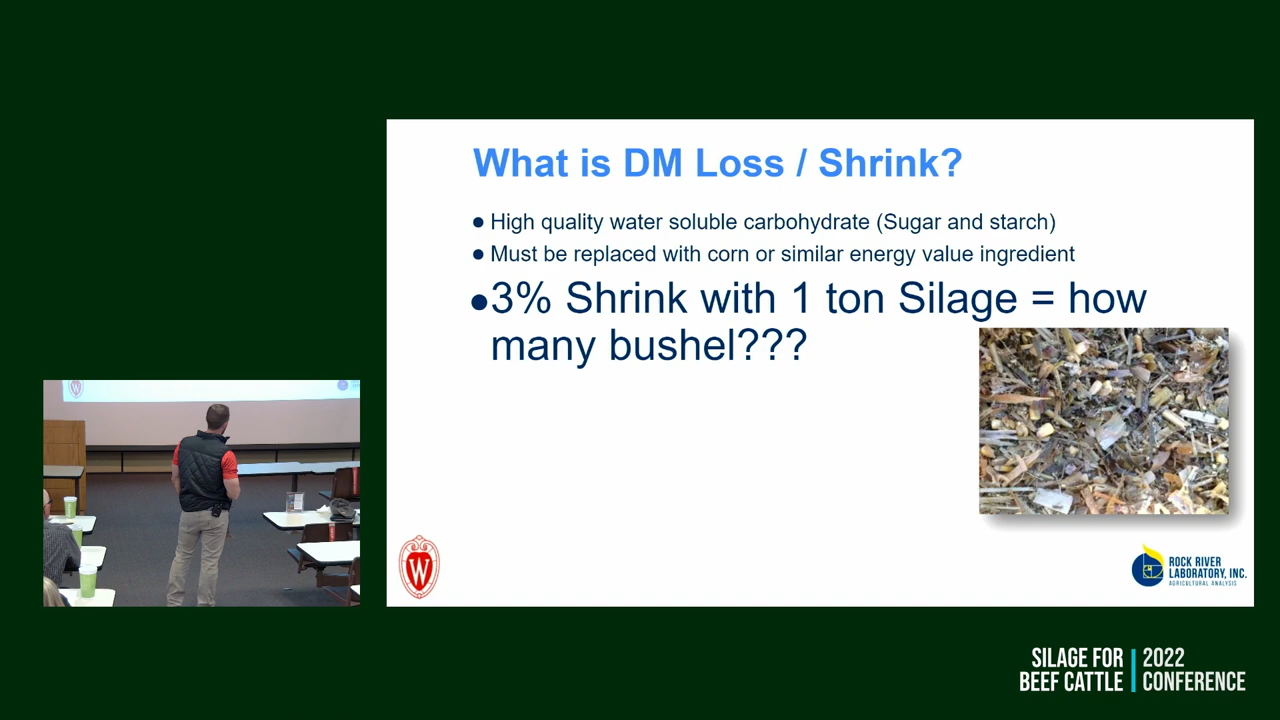 What is DM Loss / Shrink?
● High quality water soluble carbohydrate (Sugar and starch)
● Must be replaced with corn or similar energy value ingredient
●3% Shrink with 1 ton Silage = how
many bushel???
W
W
ROCK RIVER
LABORATORY, INC.
AGRICULTURAL ANALYSIS
SILAGE FOR
BEEF CATTLE
2022
CONFERENCE